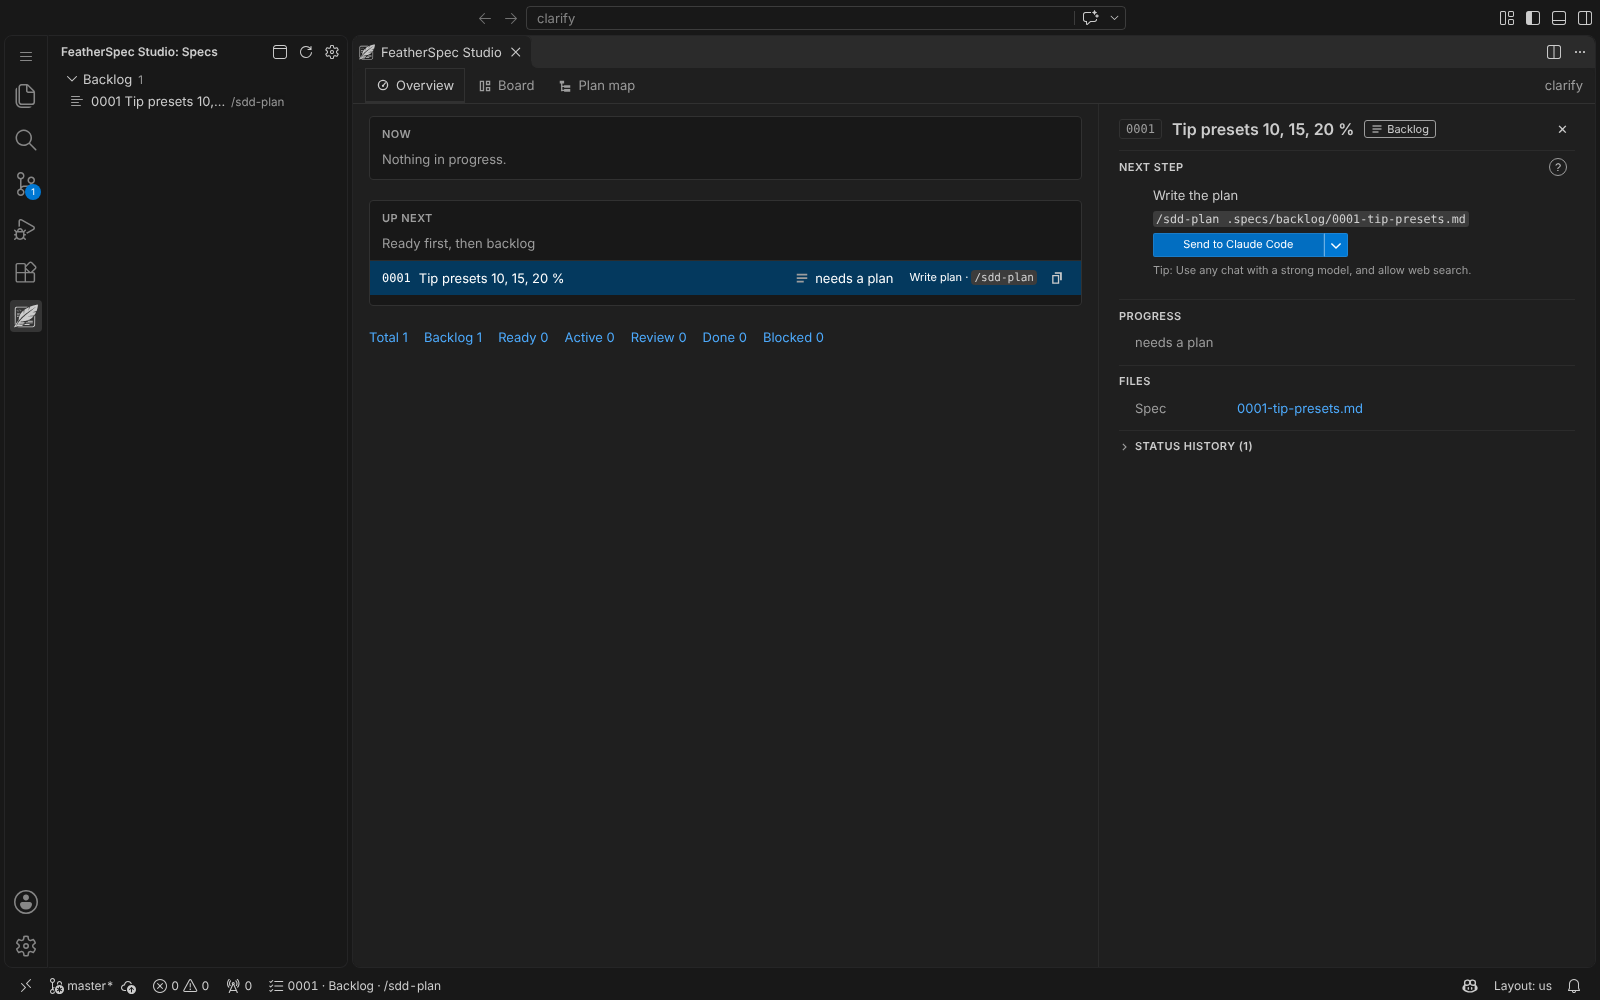 clarify
FeatherSpec Studio: Specs
Backlog 1
0001 Tip presets 10,... /sdd-plan
1
FeatherSpec Studio
Overview
Board
Plan map
clarify
NOW
Nothing in progress.
UP NEXT
Ready first, then backlog
0001 Tip presets 10, 15, 20 % needs a plan Write plan · /sdd-plan
Total 1 Backlog 1 Ready 0 Active 0 Review 0 Done 0 Blocked 0
0001 Tip presets 10, 15, 20 % Backlog
NEXT STEP
?
Write the plan
/sdd-plan .specs/backlog/0001-tip-presets.md
Send to Claude Code
Tip: Use any chat with a strong model, and allow web search.
PROGRESS
needs a plan
FILES
Spec 0001-tip-presets.md
STATUS HISTORY (1)
master* 0 0 0 0001 · Backlog · /sdd-plan
Layout: us